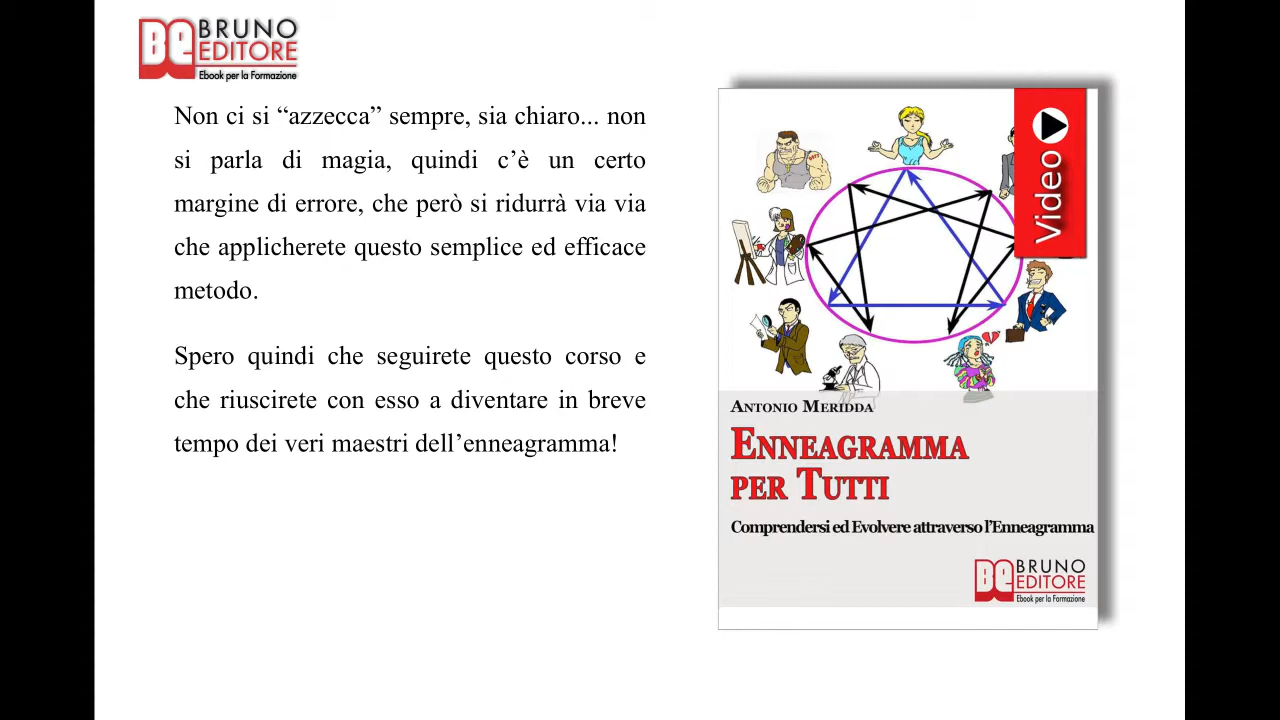 BRUNO
EDITORE
Ebook per la Formazione
Non ci si “azzecca” sempre, sia chiaro... non
si parla di magia, quindi c’è un certo
margine di errore, che però si ridurrà via via
che applicherete questo semplice ed efficace
metodo.
Spero quindi che seguirete questo corso e
che riuscirete con esso a diventare in breve
tempo dei veri maestri dell’enneagramma!
Video
ANTONIO MERIDDA
ENNEAGRAMMA
PER TUTTI
Comprendersi ed Evolvere attraverso l’Enneagramma
BRUNO
EDITORE
Ebook per la Formazione